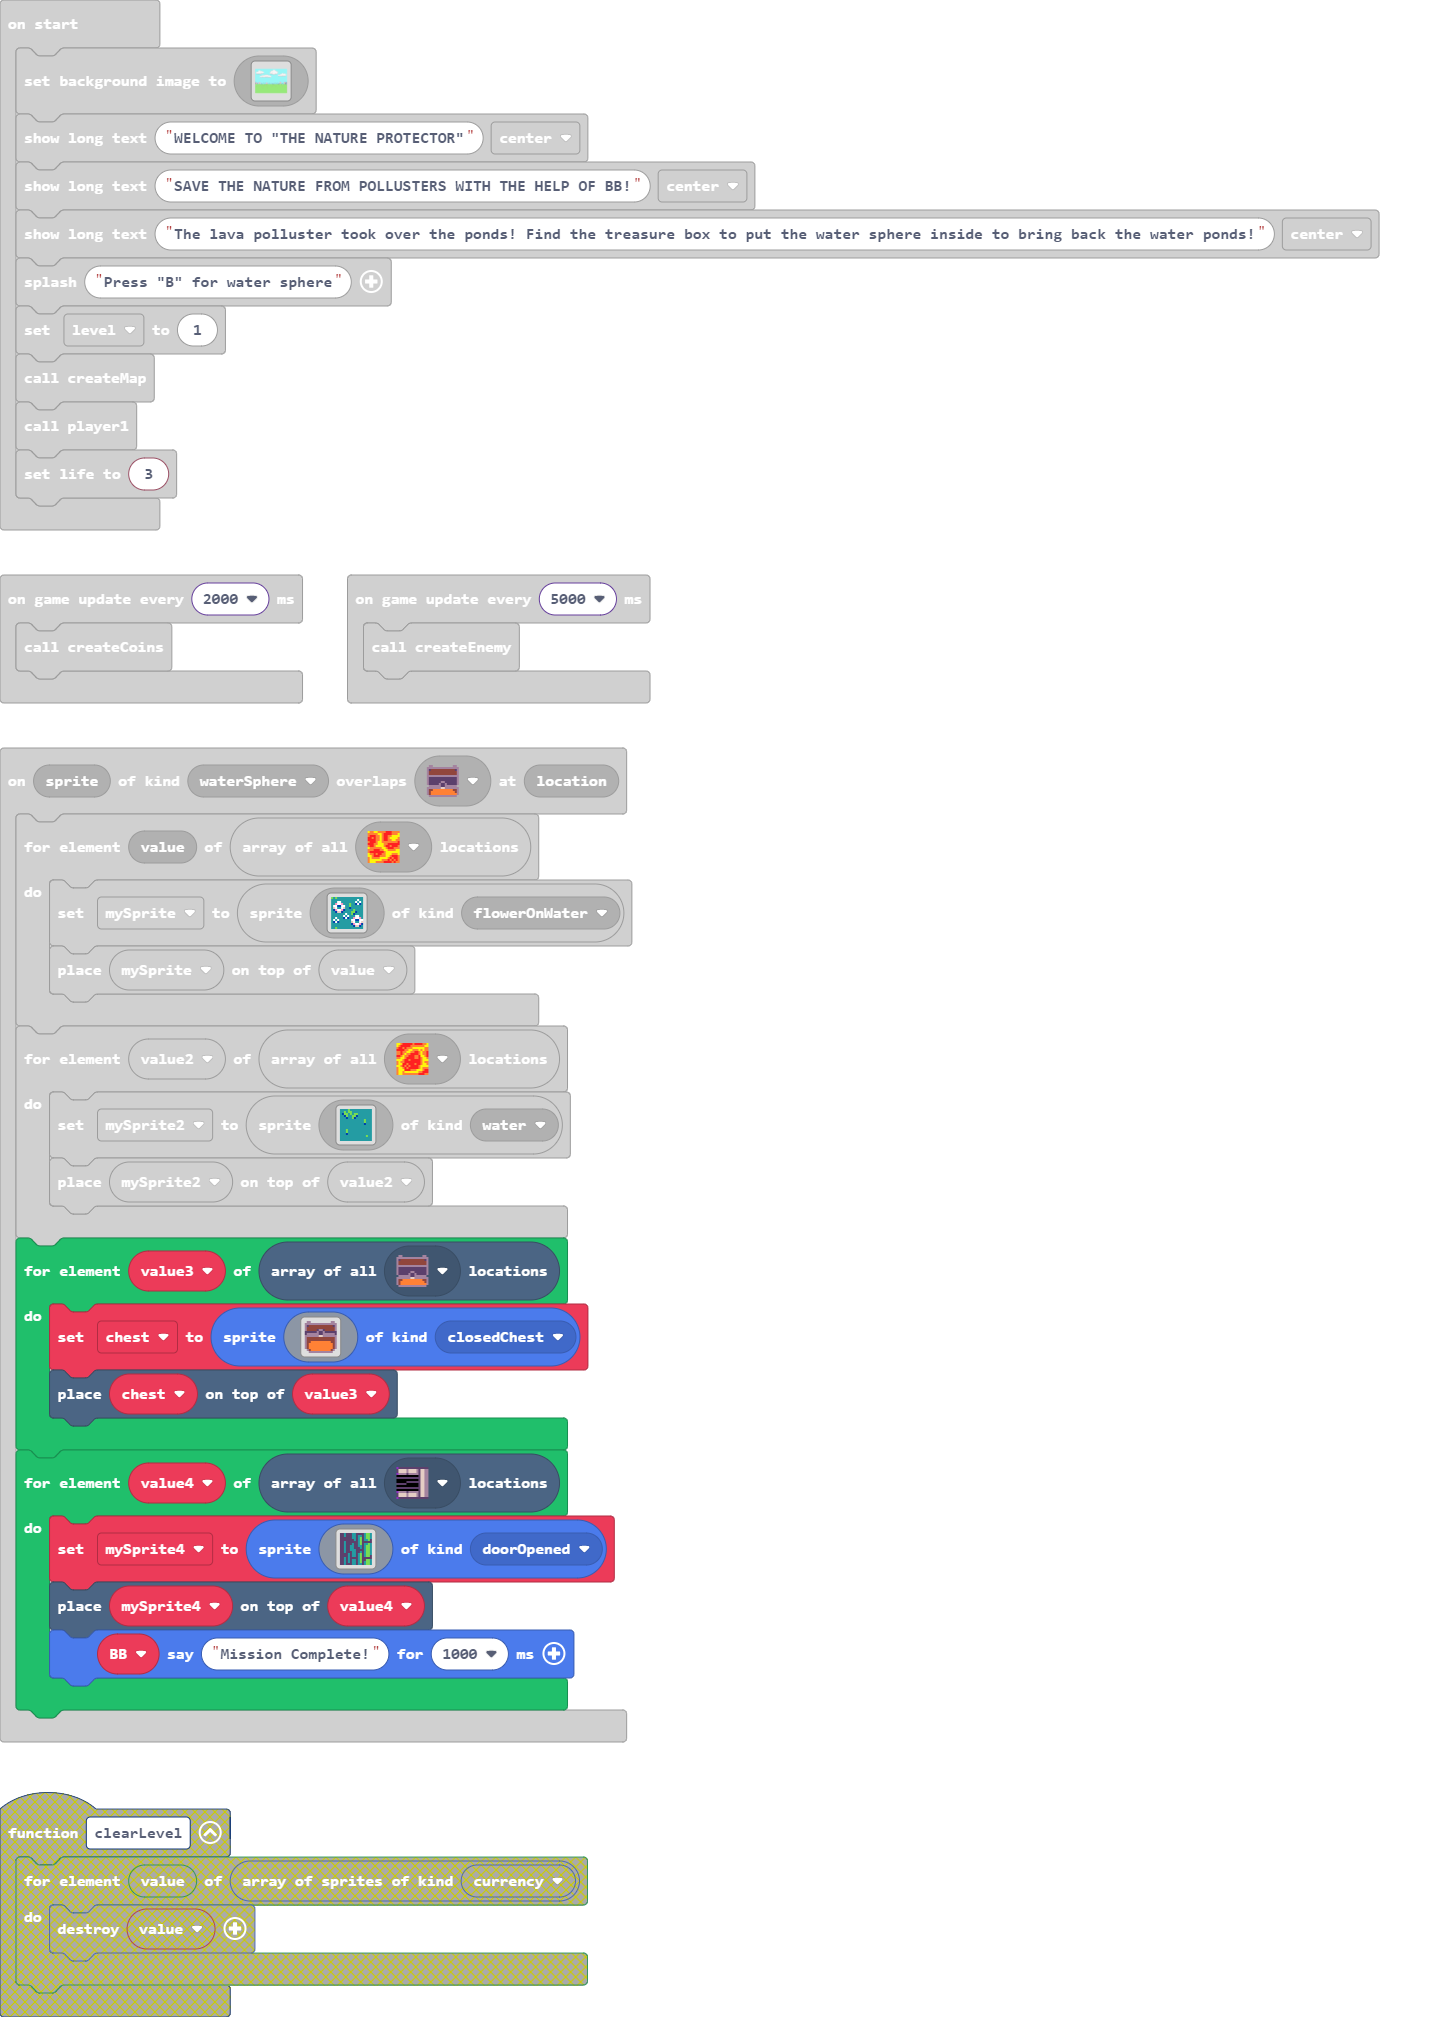 on start
set background image to
show long text "WELCOME TO "THE NATURE PROTECTOR"" center
show long text "SAVE THE NATURE FROM POLLUSTERS WITH THE HELP OF BB!" center
show long text "The lava polluster took over the ponds! Find the treasure box to put the water sphere inside to bring back the water ponds!" center
splash "Press "B" for water sphere"
set level to 1
call createMap
call player1
set life to 3
on game update every 2000 ms
call createCoins
on game update every 5000 ms
call createEnemy
on sprite of kind waterSphere overlaps at location
for element value of array of all locations
do
set mySprite to sprite of kind flowerOnWater
place mySprite on top of value
for element value2 of array of all locations
do
set mySprite2 to sprite of kind water
place mySprite2 on top of value2
for element value3 of array of all locations
do
set chest to sprite of kind closedChest
place chest on top of value3
for element value4 of array of all locations
do
set mySprite4 to sprite of kind doorOpened
place mySprite4 on top of value4
BB say "Mission Complete!" for 1000 ms
function clearLevel
for element value of array of sprites of kind currency
do
destroy value